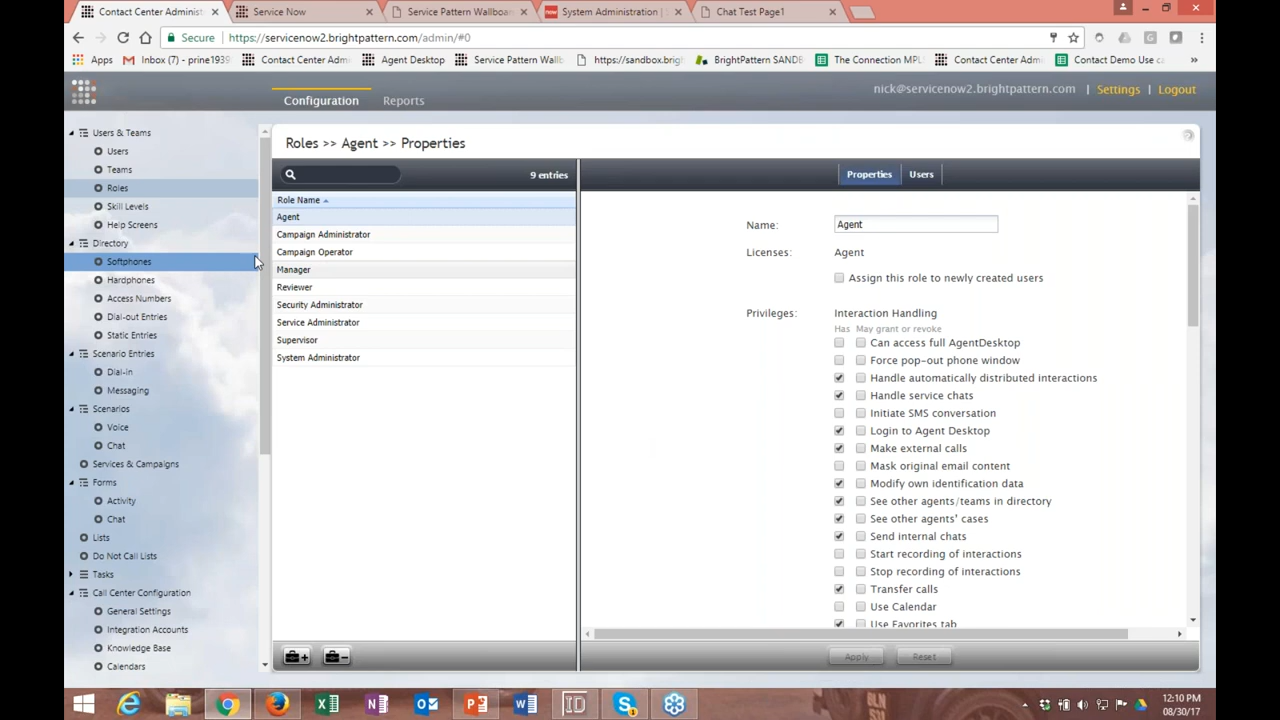 Contact Center Administ
Service Now
Service Pattern Wallboar
now
System Administration |
Chat Test Page1
Secure
https://servicenow2.brightpattern.com/admin/#0
Apps
Inbox (7) - prine1939
Contact Center Admi
Agent Desktop
Service Pattern Wallb
https://sandbox.brig
BrightPattern SANDB
The Connection MPL
Contact Center Admi
Contact Demo Use ca
»
Configuration
Reports
nick@servicenow2.brightpattern.com | Settings | Logout
Users & Teams
Users
Teams
Roles
Skill Levels
Help Screens
Directory
Softphones
Hardphones
Access Numbers
Dial-out Entries
Static Entries
Scenario Entries
Dial-in
Messaging
Scenarios
Voice
Chat
Services & Campaigns
Forms
Activity
Chat
Lists
Do Not Call Lists
Tasks
Call Center Configuration
General Settings
Integration Accounts
Knowledge Base
Calendars
Roles >> Agent >> Properties
9 entries
Role Name
Agent
Campaign Administrator
Campaign Operator
Manager
Reviewer
Security Administrator
Service Administrator
Supervisor
System Administrator
Properties
Users
Name: Agent
Licenses: Agent
Assign this role to newly created users
Privileges: Interaction Handling
Has May grant or revoke
Can access full AgentDesktop
Force pop-out phone window
Handle automatically distributed interactions
Handle service chats
Initiate SMS conversation
Login to Agent Desktop
Make external calls
Mask original email content
Modify own identification data
See other agents/teams in directory
See other agents' cases
Send internal chats
Start recording of interactions
Stop recording of interactions
Transfer calls
Use Calendar
Use Favorites tab
Apply
Reset
12:10 PM
08/30/17